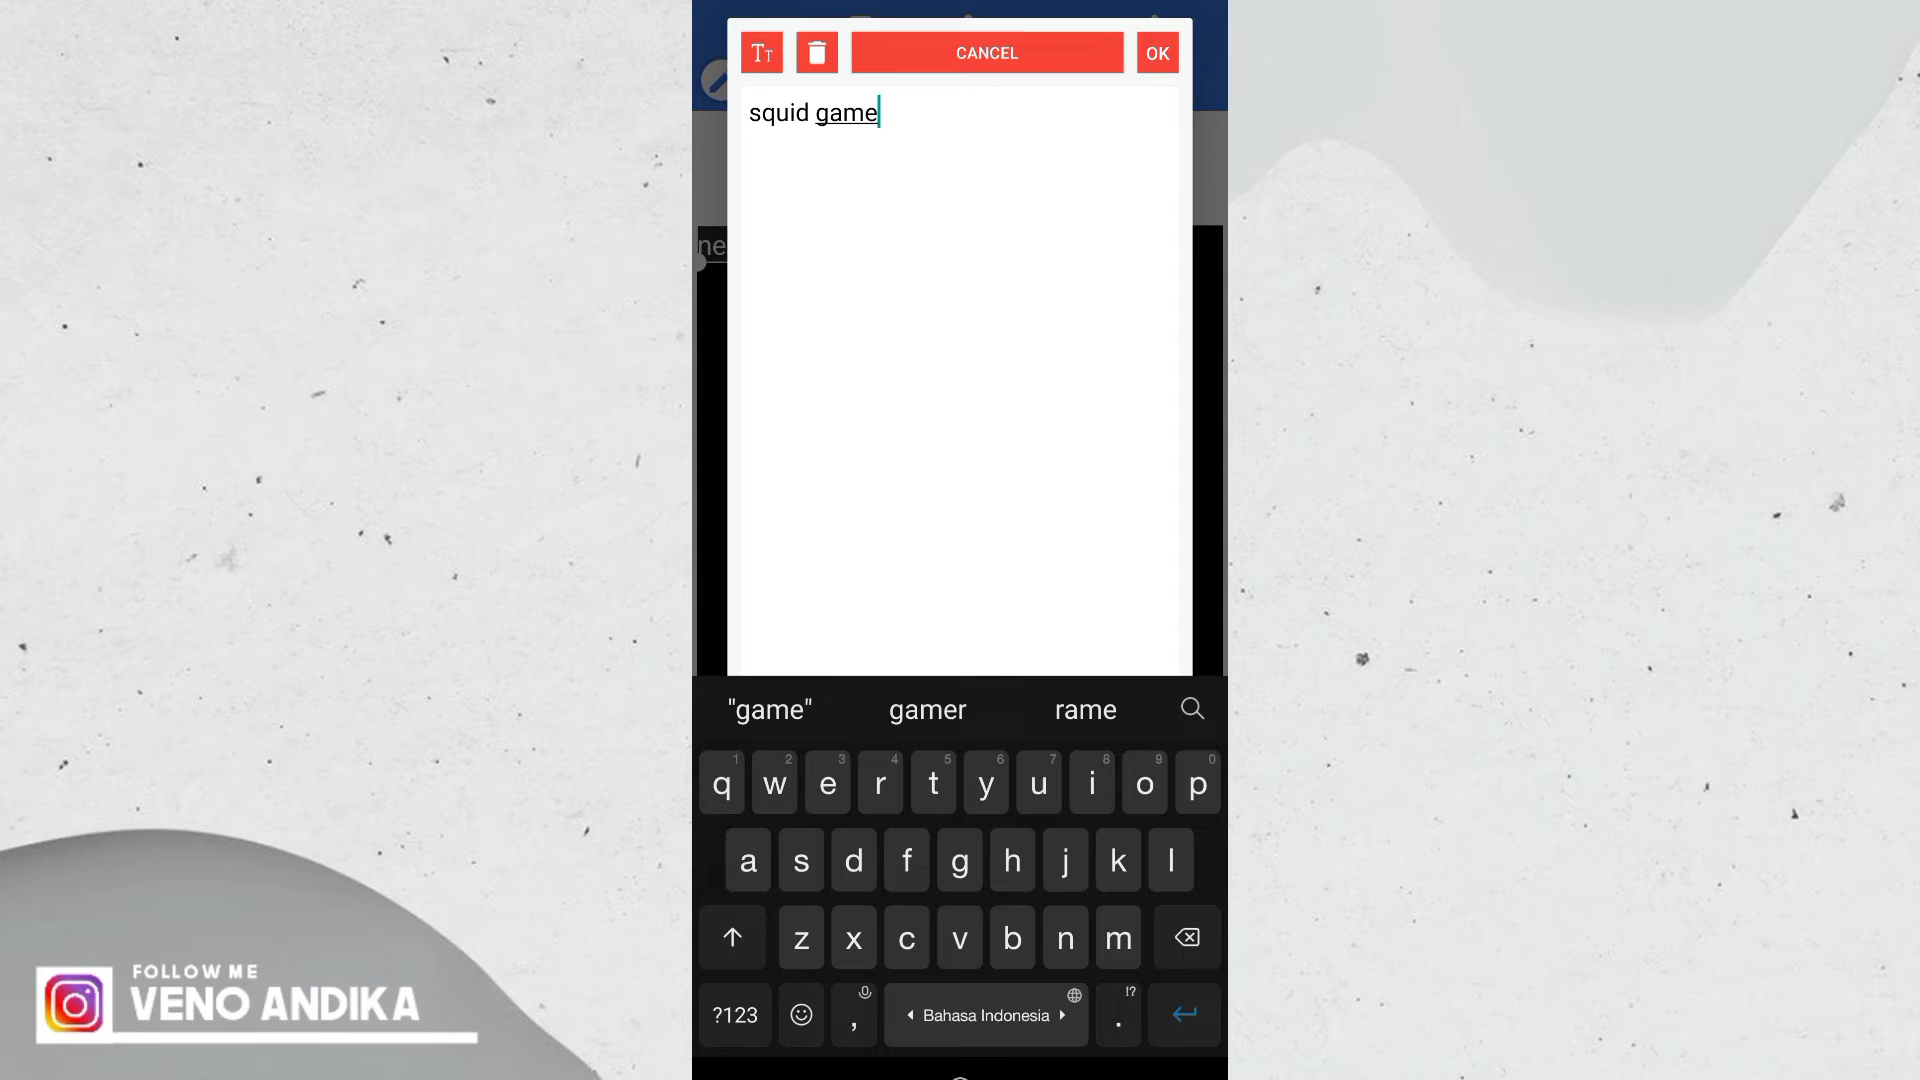 TT
CANCEL
OK
squid game
ne
"game" gamer rame
1 2 3 4 5 6 7 8 9 0
q w e r t y u i o p
a s d f g h j k l
z x c v b n m
!?
?123 , Bahasa Indonesia .
FOLLOW ME
VENO ANDIKA